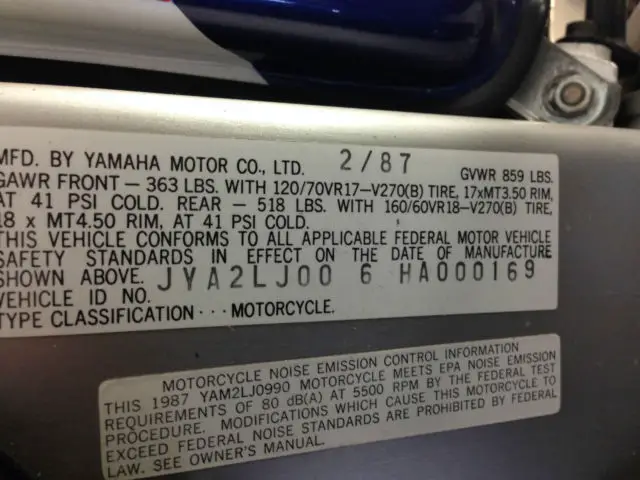 MFD. BY YAMAHA MOTOR CO., LTD. 2/87 GVWR 859 LBS.
GAWR FRONT — 363 LBS. WITH 120/70VR17-V270(B) TIRE, 17xMT3.50 RIM,
AT 41 PSI COLD. REAR — 518 LBS. WITH 160/60VR18-V270(B) TIRE,
18 x MT4.50 RIM, AT 41 PSI COLD.
THIS VEHICLE CONFORMS TO ALL APPLICABLE FEDERAL MOTOR VEHICLE
SAFETY STANDARDS IN EFFECT ON THE DATE OF MANUFACTURE
SHOWN ABOVE. JYA2LJ00 6 HA000169
VEHICLE ID NO.
TYPE CLASSIFICATION··· MOTORCYCLE.
MOTORCYCLE NOISE EMISSION CONTROL INFORMATION
THIS 1987 YAM2LJ0990 MOTORCYCLE MEETS EPA NOISE EMISSION
REQUIREMENTS OF 80 dB(A) AT 5500 RPM BY THE FEDERAL TEST
PROCEDURE. MODIFICATIONS WHICH CAUSE THIS MOTORCYCLE TO
EXCEED FEDERAL NOISE STANDARDS ARE PROHIBITED BY FEDERAL
LAW. SEE OWNER'S MANUAL.